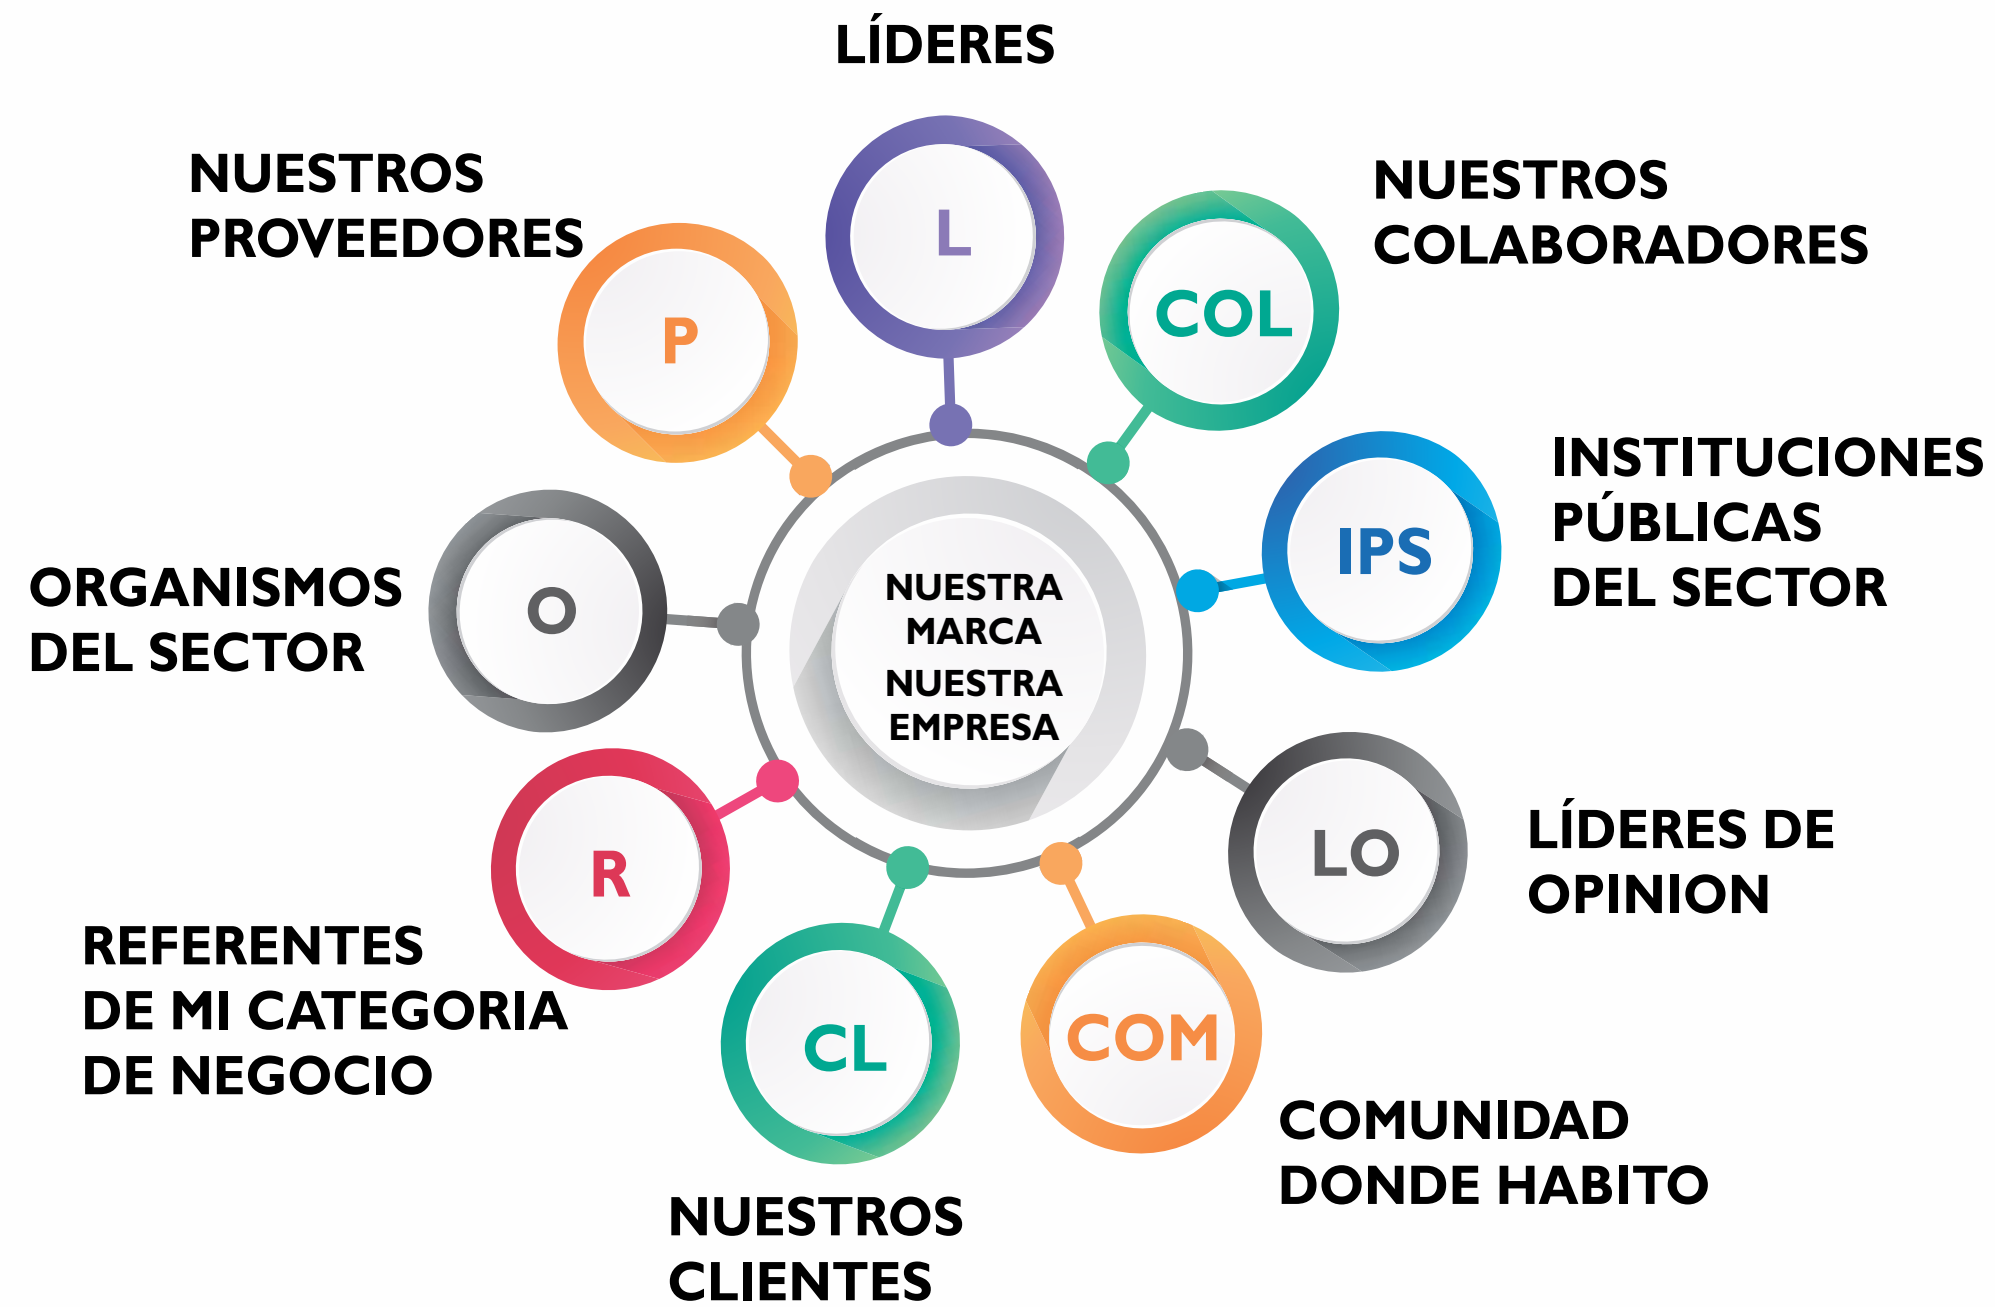 LÍDERES
NUESTROS
PROVEEDORES
P
L
COL
NUESTROS
COLABORADORES
IPS
INSTITUCIONES
PÚBLICAS
DEL SECTOR
ORGANISMOS
DEL SECTOR
O
NUESTRA
MARCA
NUESTRA
EMPRESA
LO
LÍDERES DE
OPINION
R
REFERENTES
DE MI CATEGORIA
DE NEGOCIO
CL
NUESTROS
CLIENTES
COM
COMUNIDAD
DONDE HABITO